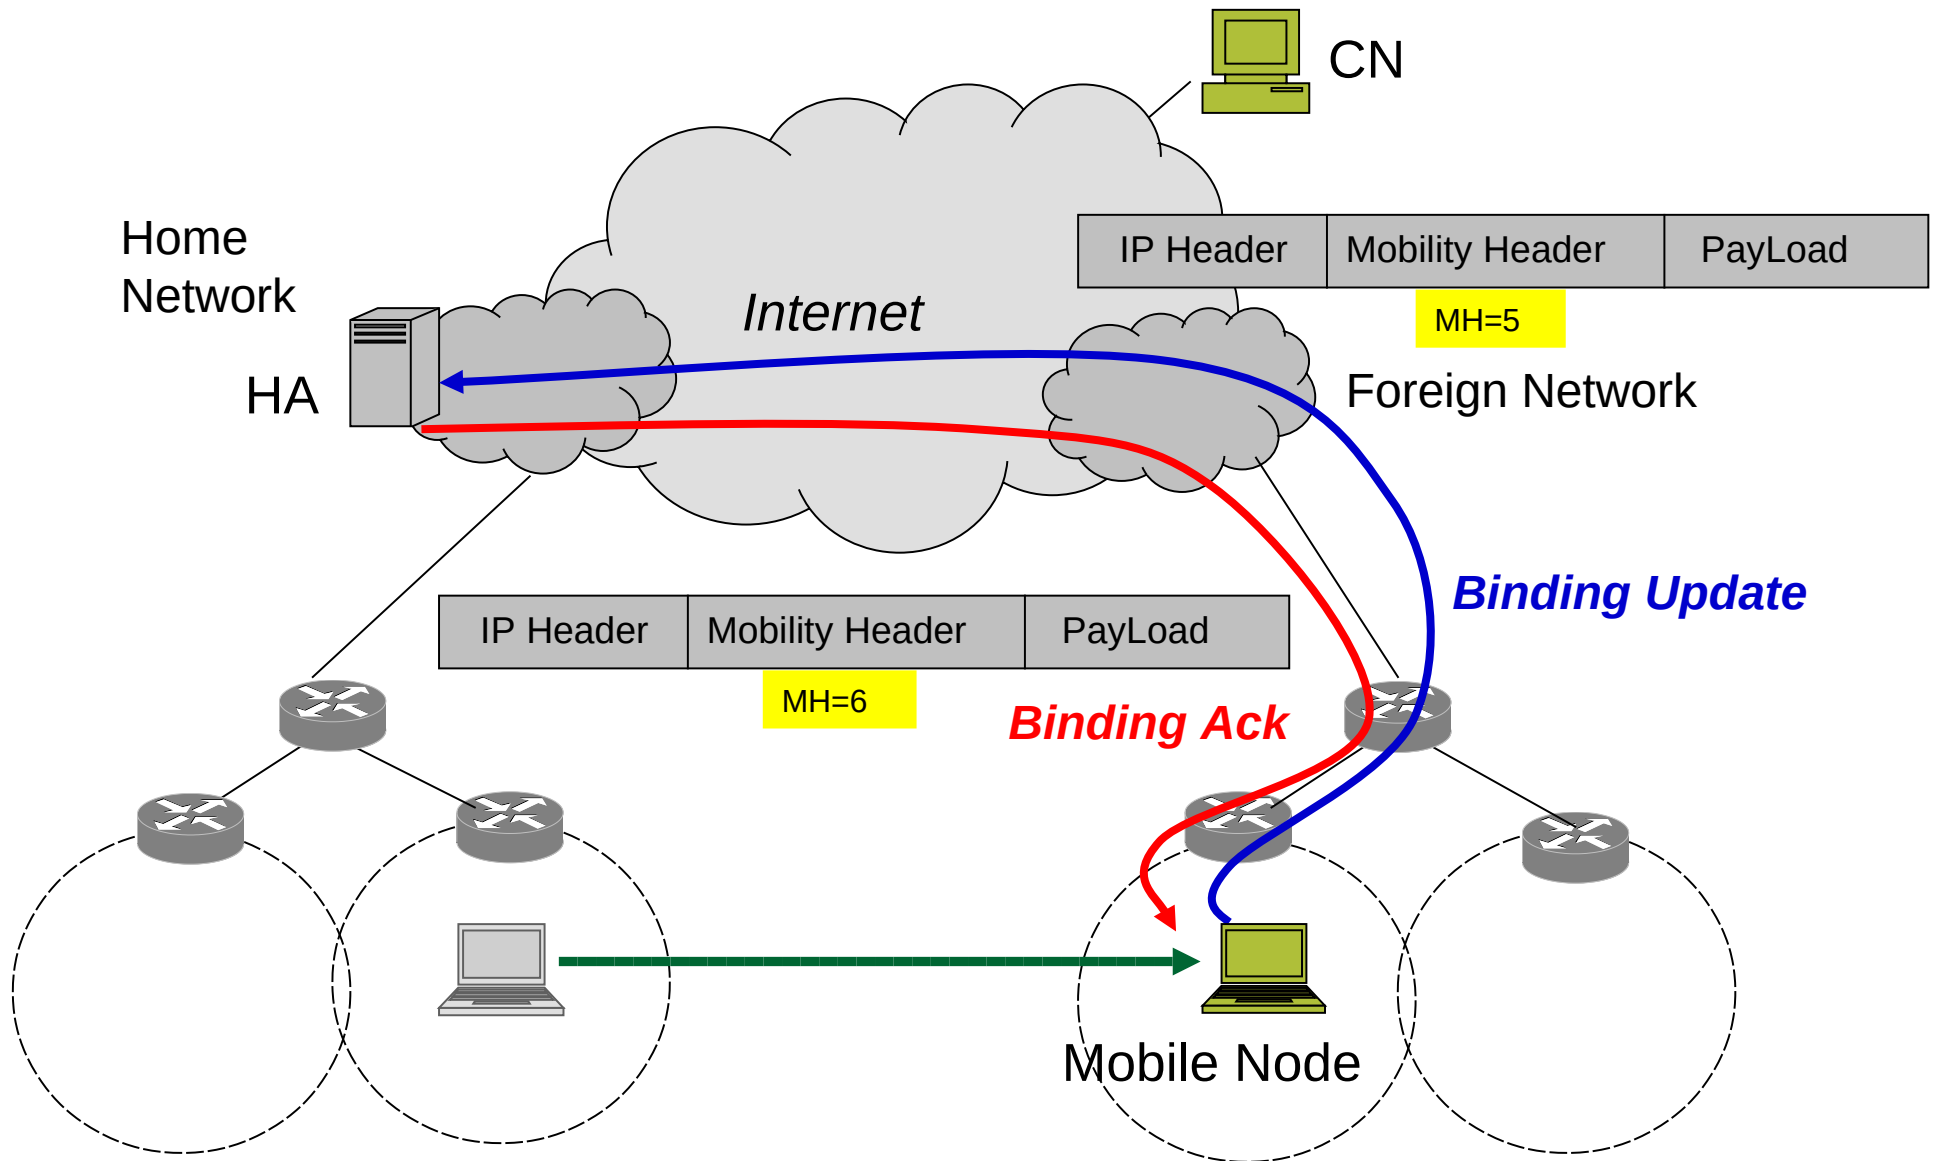 CN
Home
Network
IP Header Mobility Header PayLoad
MH=5
Internet
HA
Foreign Network
Binding Update
IP Header Mobility Header PayLoad
MH=6
Binding Ack
Mobile Node